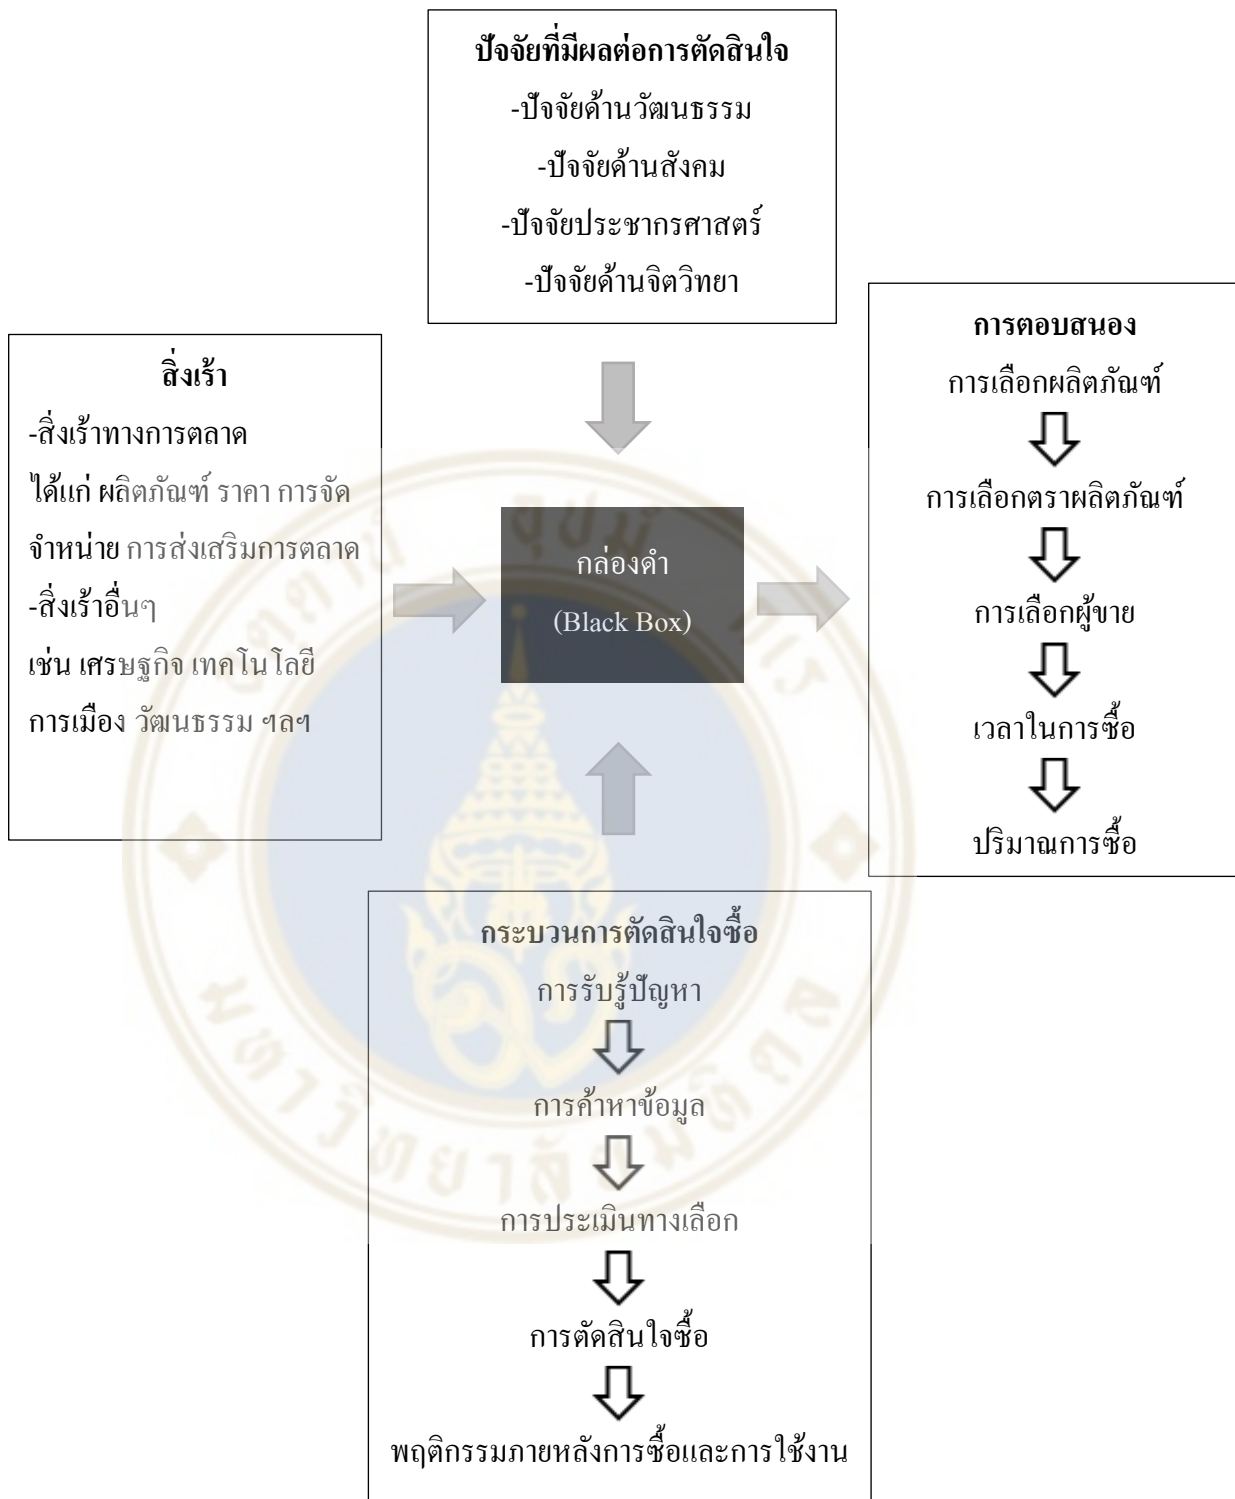 ปัจจัยที่มีผลต่อการตัดสินใจ
-ปัจจัยด้านวัฒนธรรม
-ปัจจัยด้านสังคม
-ปัจจัยประชากรศาสตร์
-ปัจจัยด้านจิตวิทยา
สิ่งเร้า
-สิ่งเร้าทางการตลาด
ได้แก่ ผลิตภัณฑ์ ราคา การจัด
จำหน่าย การส่งเสริมการตลาด
-สิ่งเร้าอื่นๆ
เช่น เศรษฐกิจ เทคโนโลยี
การเมือง วัฒนธรรม ฯลฯ
กล่องดำ
(Black Box)
การตอบสนอง
การเลือกผลิตภัณฑ์
การเลือกตราผลิตภัณฑ์
การเลือกผู้ขาย
เวลาในการซื้อ
ปริมาณการซื้อ
กระบวนการตัดสินใจซื้อ
การรับรู้ปัญหา
การค้าหาข้อมูล
การประเมินทางเลือก
การตัดสินใจซื้อ
พฤติกรรมภายหลังการซื้อและการใช้งาน
มหาวิทยาลัยมหิดล